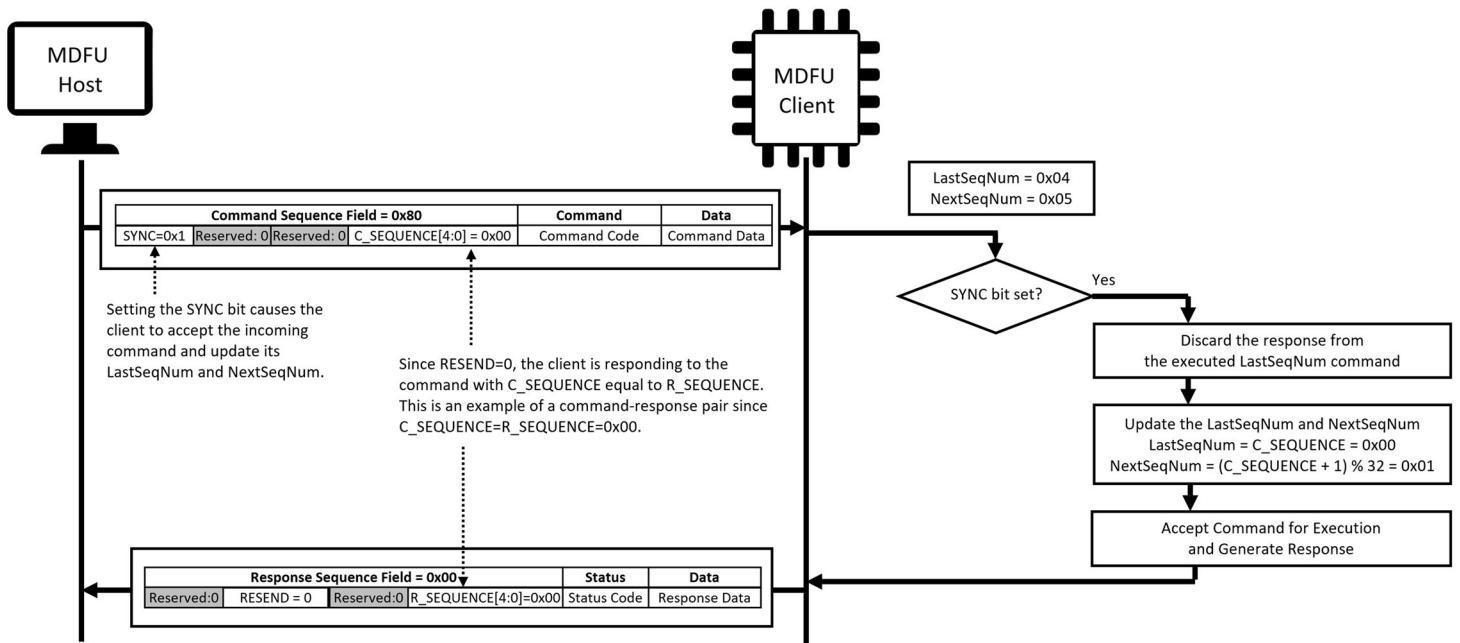 MDFU
Host
MDFU
Client
LastSeqNum = 0x04
NextSeqNum = 0x05
Command Sequence Field = 0x80 Command Data
SYNC=0x1 Reserved: 0 Reserved: 0 C_SEQUENCE[4:0] = 0x00 Command Code Command Data
SYNC bit set?
Yes
Setting the SYNC bit causes the
client to accept the incoming
command and update its
LastSeqNum and NextSeqNum.
Discard the response from
the executed LastSeqNum command
Since RESEND=0, the client is responding to the
command with C_SEQUENCE equal to R_SEQUENCE.
This is an example of a command-response pair since
C_SEQUENCE=R_SEQUENCE=0x00.
Update the LastSeqNum and NextSeqNum
LastSeqNum = C_SEQUENCE = 0x00
NextSeqNum = (C_SEQUENCE + 1) % 32 = 0x01
Accept Command for Execution
and Generate Response
Response Sequence Field = 0x00 Status Data
Reserved:0 RESEND = 0 Reserved:0 R_SEQUENCE[4:0]=0x00 Status Code Response Data